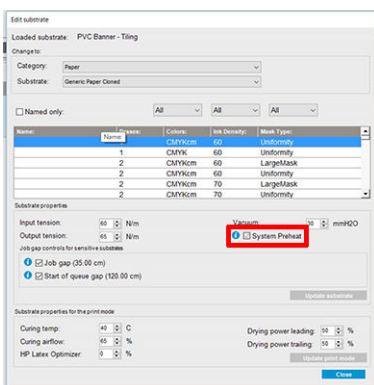 Edit substrate
Loaded substrate: PVC Banner - Tiling
Change to:
Category: Paper
Substrate: Generic Paper Cloned
Named only: All All All
Name: Passes: Colors: Ink Density: Mask Type:
Name:
CMYKcm 60 Uniformity
1 CMYK 60 Uniformity
2 CMYKcm 60 LargeMask
2 CMYKcm 60 Uniformity
2 CMYKcm 70 LargeMask
2 CMYKcm 70 Uniformity
Substrate properties
Input tension: 60 N/m Vacuum: 30 mmH2O
Output tension: 65 N/m System Preheat
Job gap controls for sensitive substrates
Job gap (35.00 cm)
Start of queue gap (120.00 cm)
Update substrate
Substrate properties for the print mode
Curing temp: 40 C Drying power leading: 50 %
Curing airflow: 65 % Drying power trailing: 50 %
HP Latex Optimizer: 0 % Update print mode
Close